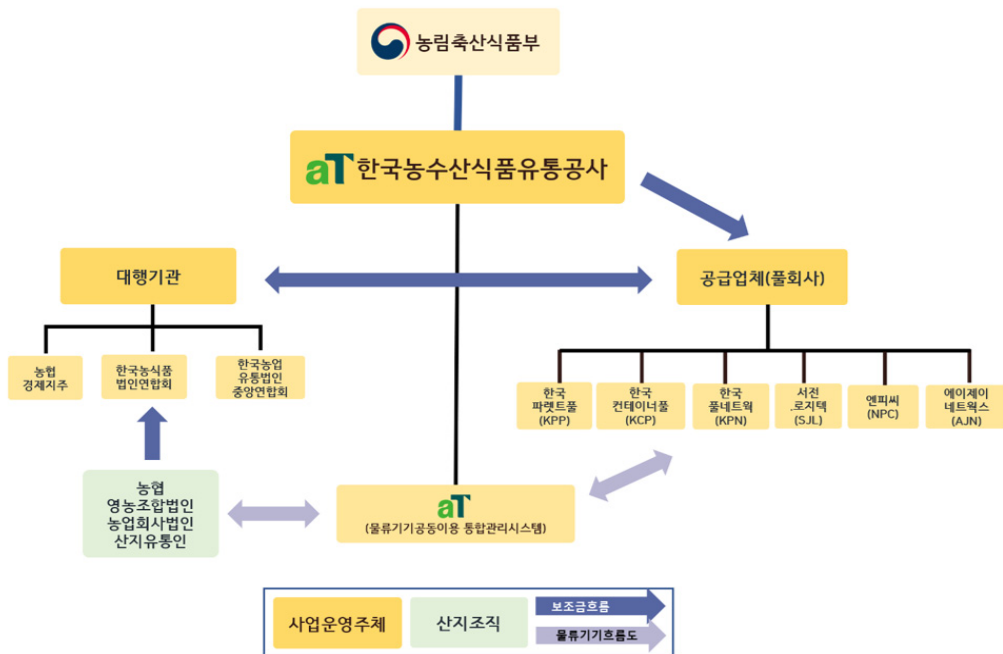 농림축산식품부
aT 한국농수산식품유통공사
대행기관
공급업체(풀회사)
농협
경제지주
한국농식품
법인연합회
한국농업
유통법인
중앙연합회
한국
파렛트풀
(KPP)
한국
컨테이너풀
(KCP)
한국
풀네트웍
(KPN)
서전
.로지텍
(SJL)
엔피씨
(NPC)
에이제이
네트웍스
(AJN)
농협
영농조합법인
농업회사법인
산지유통인
aT
(물류기기공동이용 통합관리시스템)
사업운영주체
산지조직
보조금흐름
물류기기흐름도